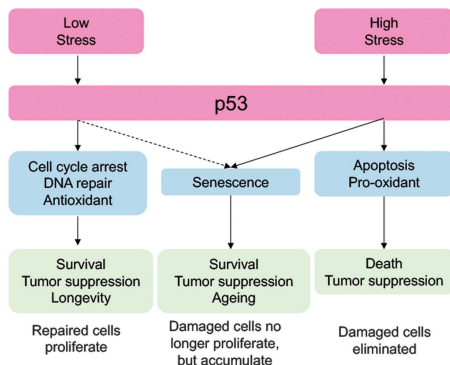 Low
Stress
High
Stress
p53
Cell cycle arrest
DNA repair
Antioxidant
Senescence
Apoptosis
Pro-oxidant
Survival
Tumor suppression
Longevity
Survival
Tumor suppression
Ageing
Death
Tumor suppression
Repaired cells
proliferate
Damaged cells no
longer proliferate,
but accumulate
Damaged cells
eliminated